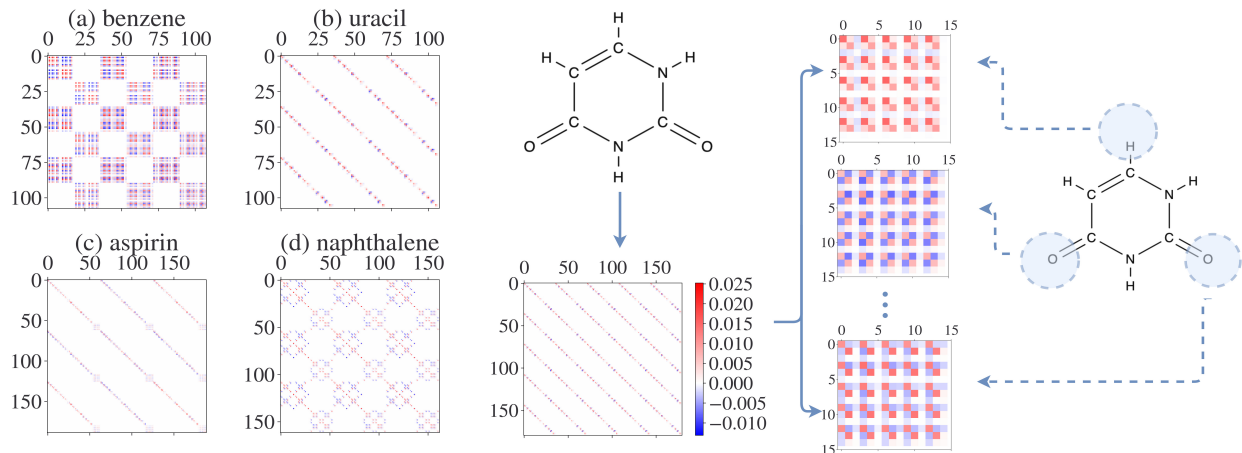 (a) benzene
0 25 50 75 100
0
25
50
75
100
(b) uracil
0 25 50 75 100
0
25
50
75
100
(c) aspirin
0 50 100 150
0
50
100
150
(d) naphthalene
0 50 100 150
0
50
100
150
H
H
H
N
N
H
O
O
0 50 100 150
0
50
100
150
0.025
0.020
0.015
0.010
0.005
0.000
−0.005
−0.010
0 5 10 15
0
5
10
15
0 5 10 15
0
5
10
15
0 5 10 15
0
5
10
15
H
H
H
N
N
H
O
O